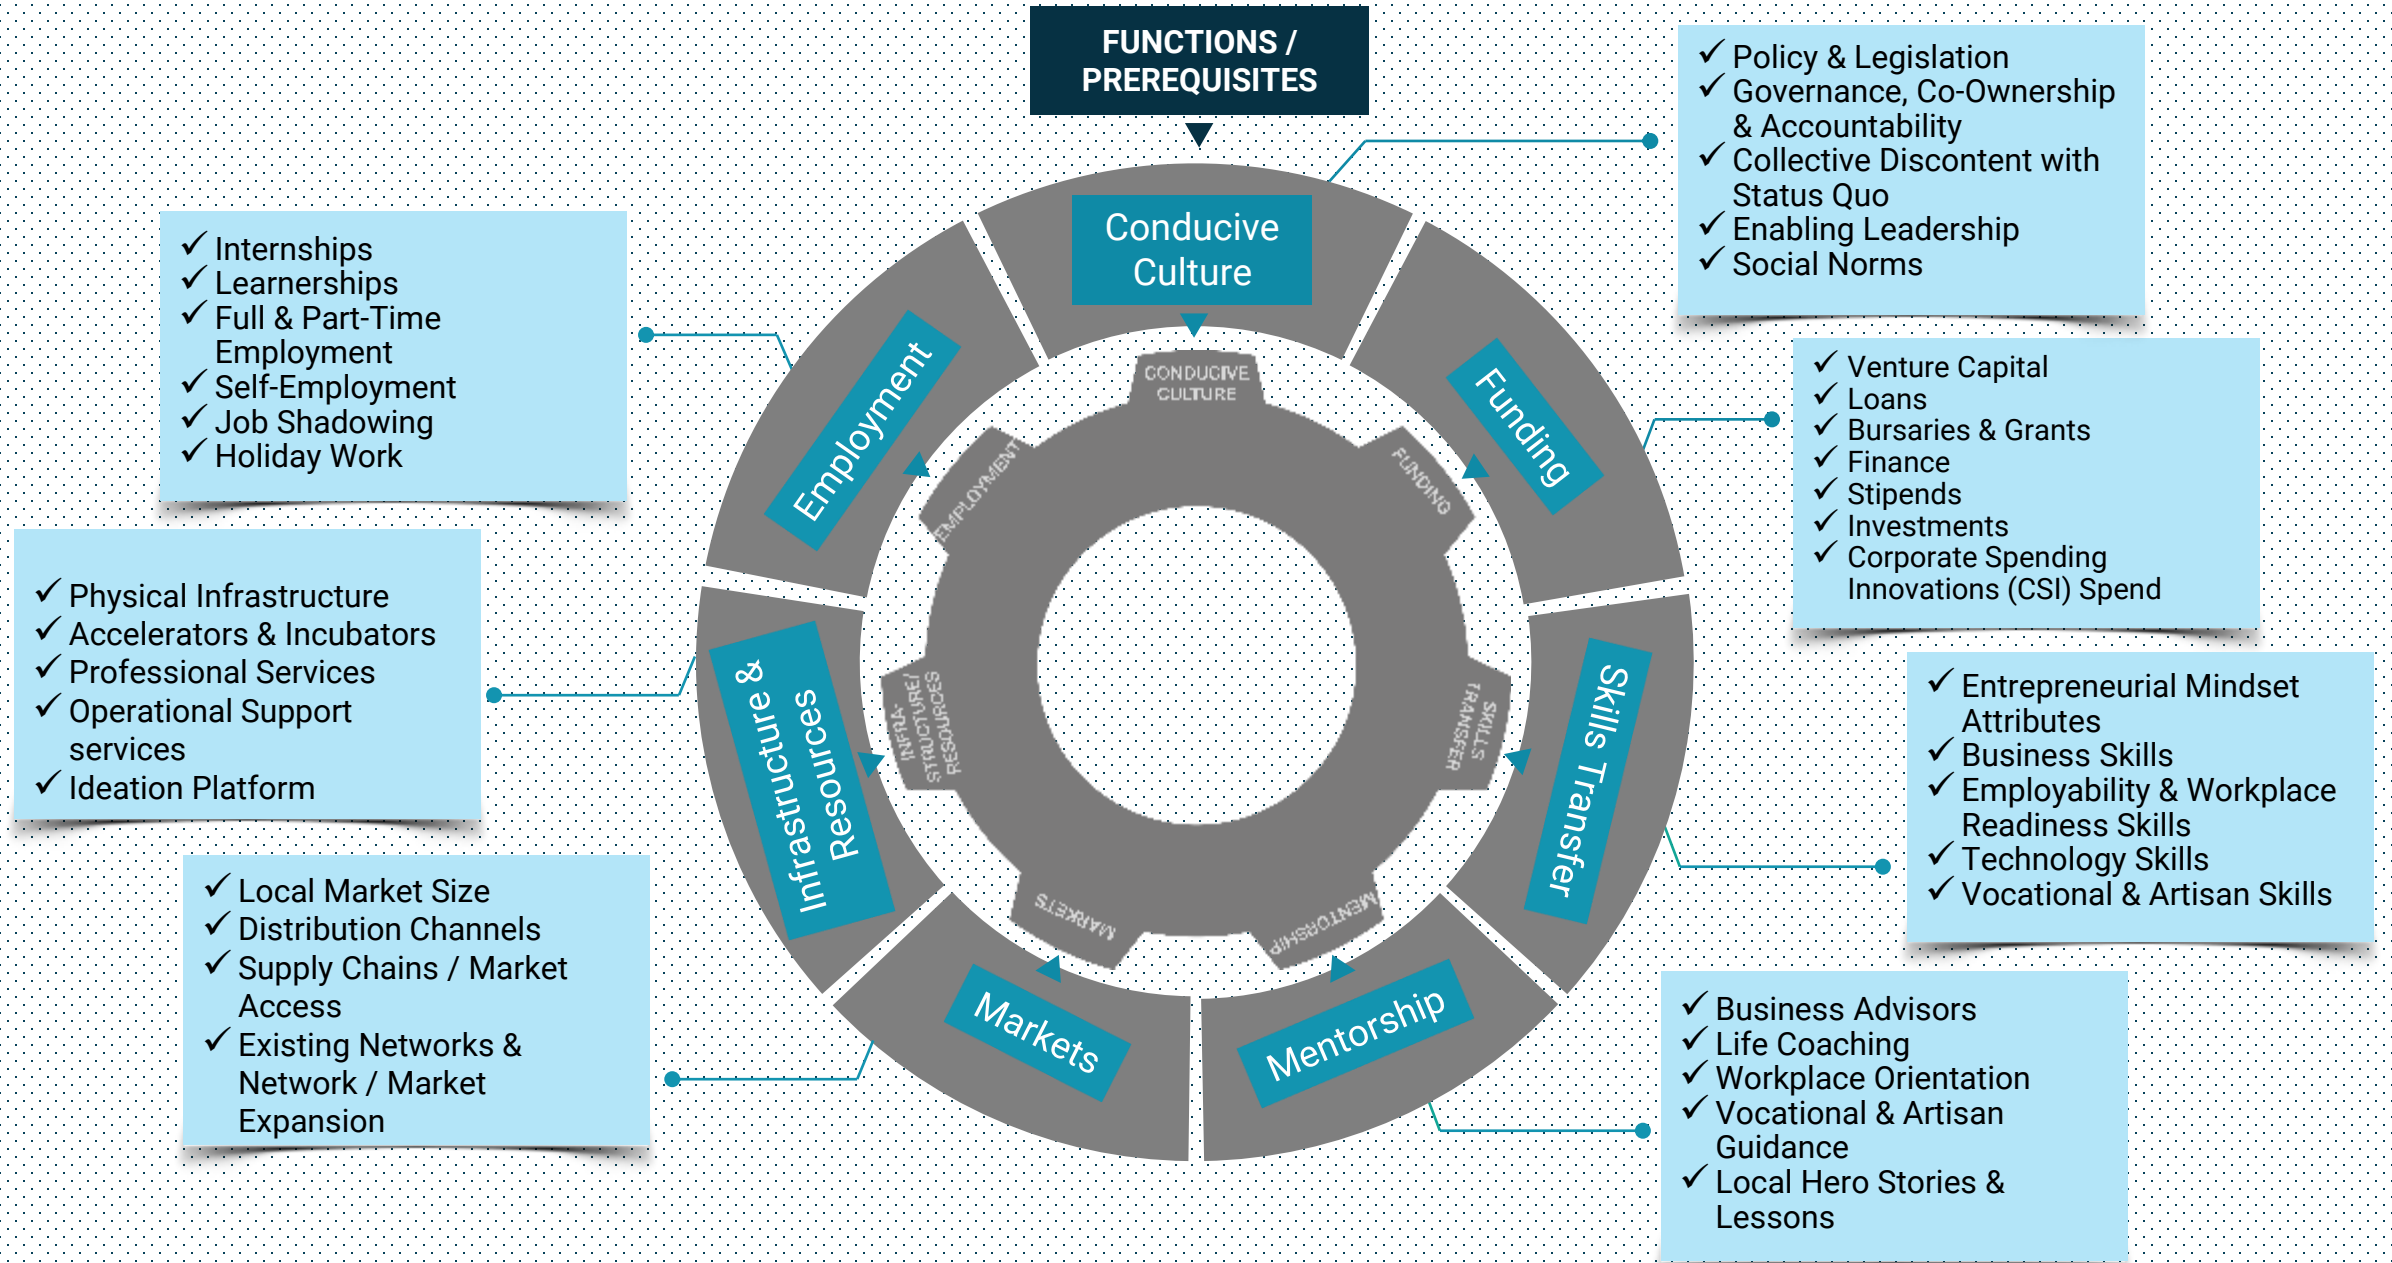 FUNCTIONS /
PREREQUISITES
Conducive
Culture
✓ Policy & Legislation
✓ Governance, Co-Ownership
& Accountability
✓ Collective Discontent with
Status Quo
✓ Enabling Leadership
✓ Social Norms
Funding
✓ Venture Capital
✓ Loans
✓ Bursaries & Grants
✓ Finance
✓ Stipends
✓ Investments
✓ Corporate Spending
Innovations (CSI) Spend
Skills Transfer
✓ Entrepreneurial Mindset
Attributes
✓ Business Skills
✓ Employability & Workplace
Readiness Skills
✓ Technology Skills
✓ Vocational & Artisan Skills
Mentorship
✓ Business Advisors
✓ Life Coaching
✓ Workplace Orientation
✓ Vocational & Artisan
Guidance
✓ Local Hero Stories &
Lessons
Markets
✓ Local Market Size
✓ Distribution Channels
✓ Supply Chains / Market
Access
✓ Existing Networks &
Network / Market
Expansion
Infrastructure &
Resources
✓ Physical Infrastructure
✓ Accelerators & Incubators
✓ Professional Services
✓ Operational Support
services
✓ Ideation Platform
Employment
✓ Internships
✓ Learnerships
✓ Full & Part-Time
Employment
✓ Self-Employment
✓ Job Shadowing
✓ Holiday Work
CONDUCIVE
CULTURE
FUNDING
SKILLS
TRANSFER
MENTORSHIP
MARKETS
INFRA-
STRUCTURE/
RESOURCES
EMPLOYMENT